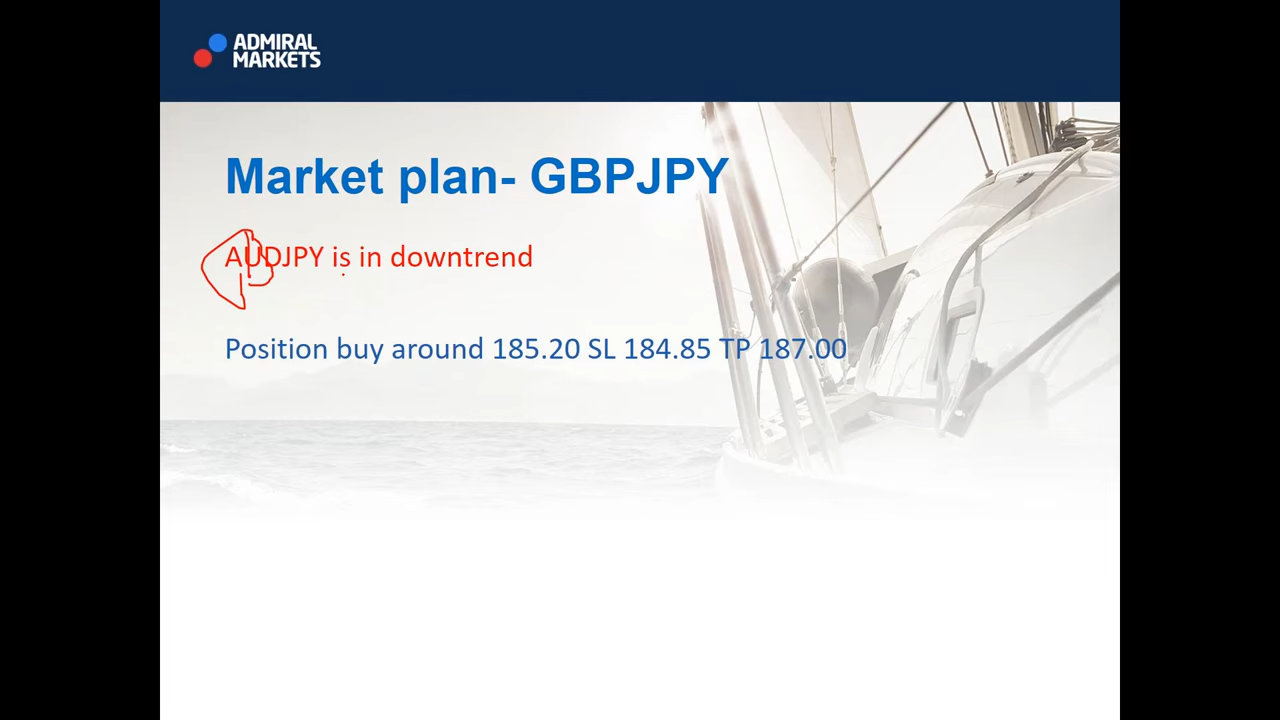 ADMIRAL
MARKETS
Market plan- GBPJPY
AUDJPY is in downtrend
Position buy around 185.20 SL 184.85 TP 187.00